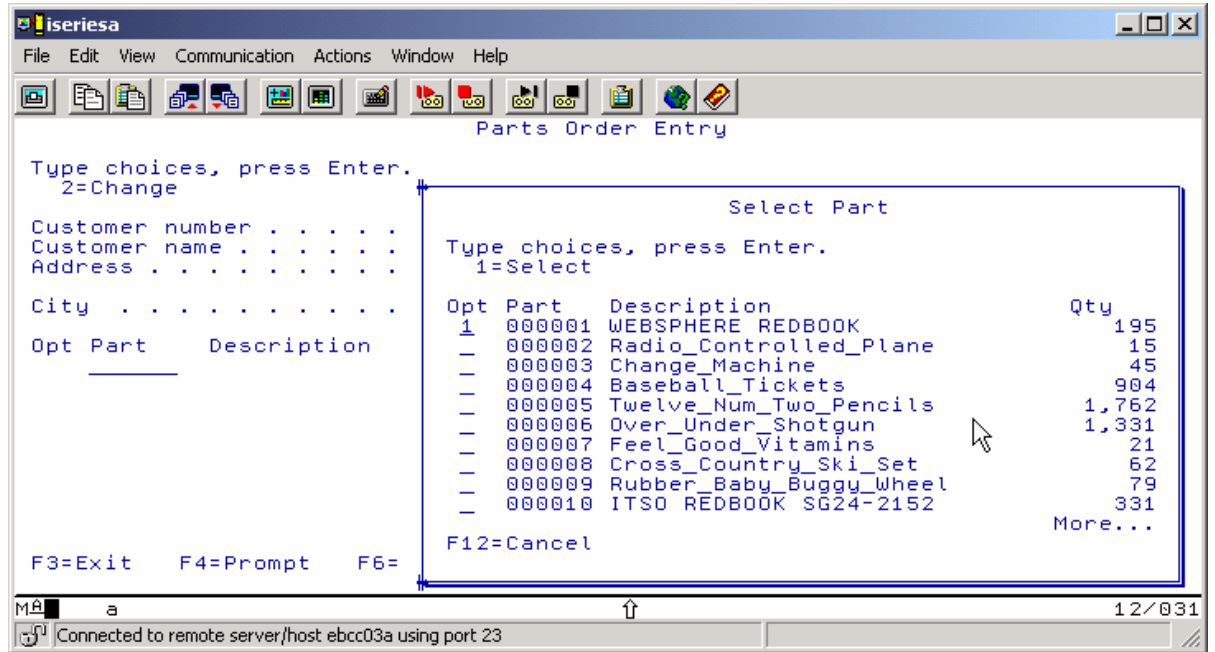 iseriesa
File Edit View Communication Actions Window Help
Parts Order Entry
Type choices, press Enter.
2=Change
Customer number . . . . .
Customer name . . . . . .
Address . . . . . . . . .
City . . . . . . . . . .
Opt Part Description
F3=Exit F4=Prompt F6=
Select Part
Type choices, press Enter.
1=Select
Opt Part Description Qty
1 000001 WEBSPHERE REDBOOK 195
_ 000002 Radio_Controlled_Plane 15
_ 000003 Change_Machine 45
_ 000004 Baseball_Tickets 904
_ 000005 Twelve_Num_Two_Pencils 1,762
_ 000006 Over_Under_Shotgun 1,331
_ 000007 Feel_Good_Vitamins 21
_ 000008 Cross_Country_Ski_Set 62
_ 000009 Rubber_Baby_Buggy_Wheel 79
_ 000010 ITSO REDBOOK SG24-2152 331
More...
F12=Cancel
MA a 12/031
Connected to remote server/host ebcc03a using port 23